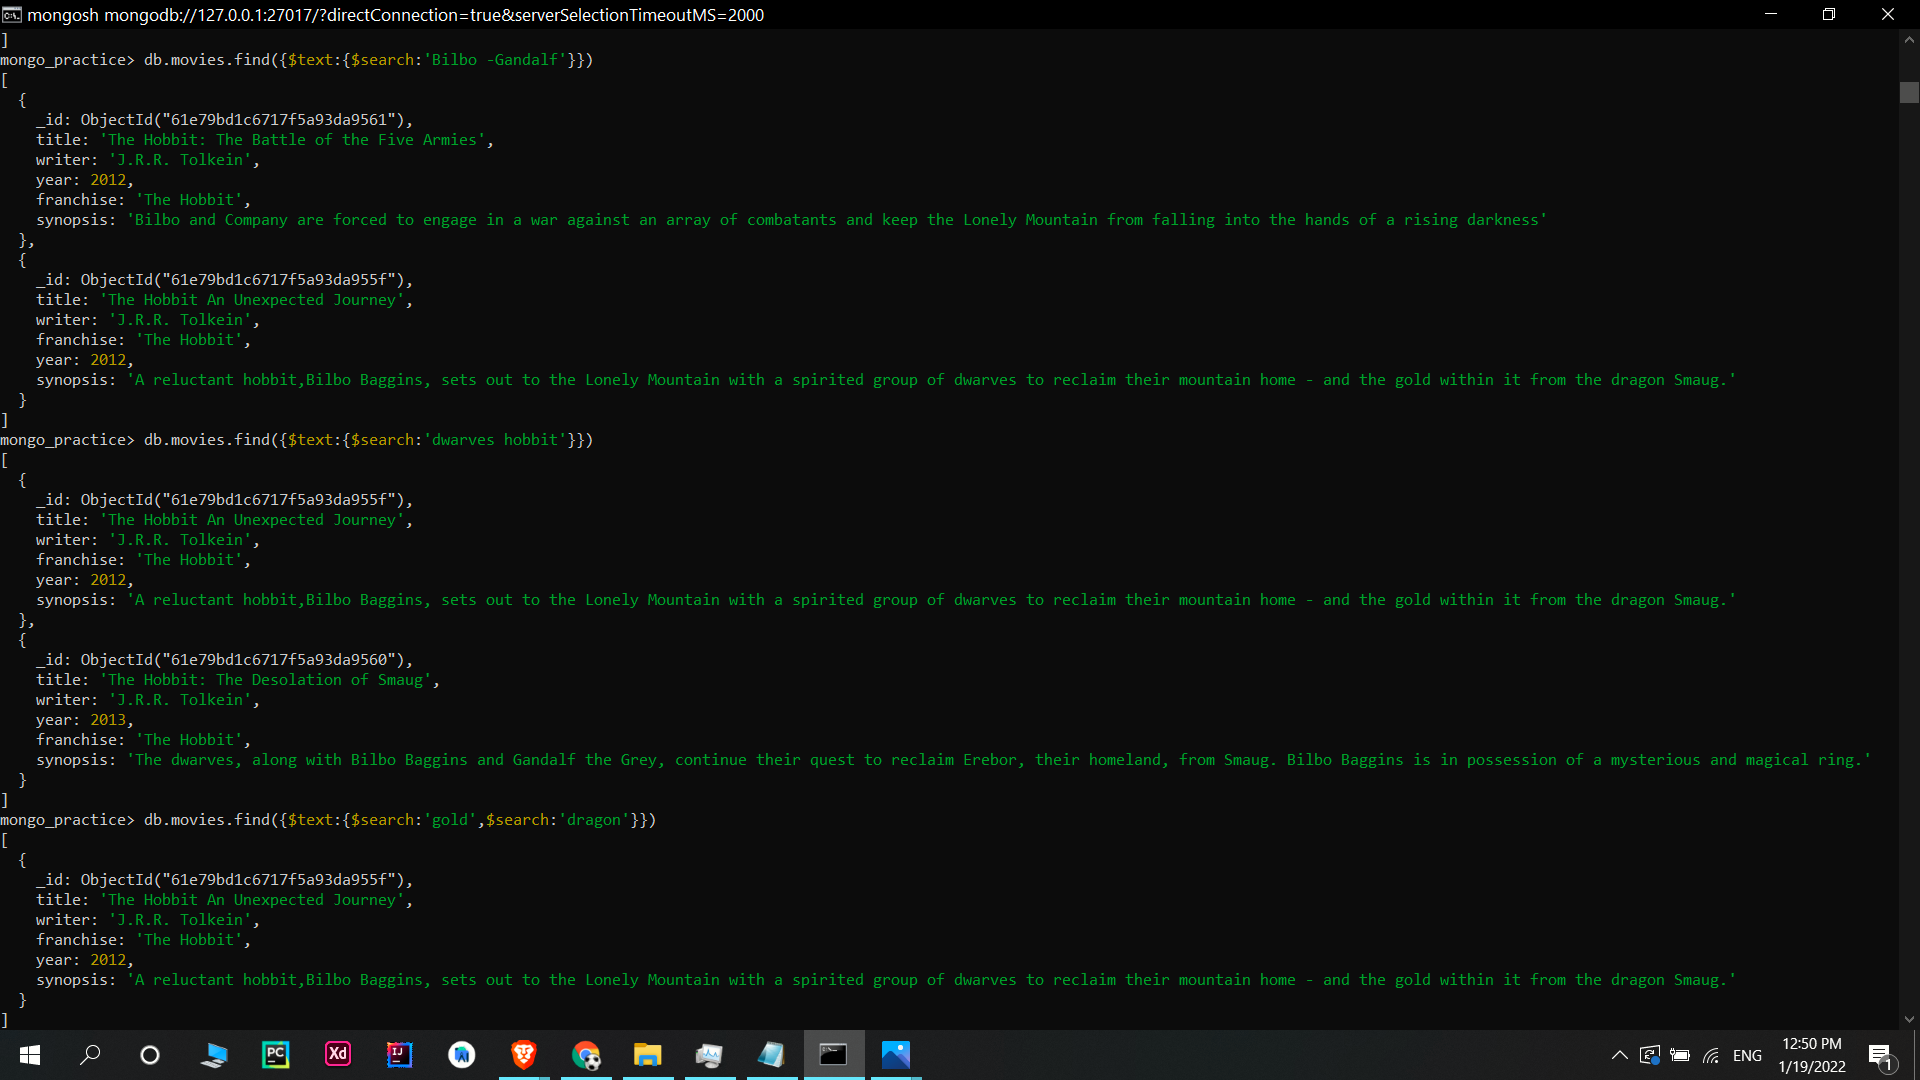 mongosh mongodb://127.0.0.1:27017/?directConnection=true&serverSelectionTimeoutMS=2000
]
mongo_practice> db.movies.find({$text:{$search:'Bilbo -Gandalf'}})
[
  {
    _id: ObjectId("61e79bd1c6717f5a93da9561"),
    title: 'The Hobbit: The Battle of the Five Armies',
    writer: 'J.R.R. Tolkein',
    year: 2012,
    franchise: 'The Hobbit',
    synopsis: 'Bilbo and Company are forced to engage in a war against an array of combatants and keep the Lonely Mountain from falling into the hands of a rising darkness'
  },
  {
    _id: ObjectId("61e79bd1c6717f5a93da955f"),
    title: 'The Hobbit An Unexpected Journey',
    writer: 'J.R.R. Tolkein',
    franchise: 'The Hobbit',
    year: 2012,
    synopsis: 'A reluctant hobbit,Bilbo Baggins, sets out to the Lonely Mountain with a spirited group of dwarves to reclaim their mountain home - and the gold within it from the dragon Smaug.'
  }
]
mongo_practice> db.movies.find({$text:{$search:'dwarves hobbit'}})
[
  {
    _id: ObjectId("61e79bd1c6717f5a93da955f"),
    title: 'The Hobbit An Unexpected Journey',
    writer: 'J.R.R. Tolkein',
    franchise: 'The Hobbit',
    year: 2012,
    synopsis: 'A reluctant hobbit,Bilbo Baggins, sets out to the Lonely Mountain with a spirited group of dwarves to reclaim their mountain home - and the gold within it from the dragon Smaug.'
  },
  {
    _id: ObjectId("61e79bd1c6717f5a93da9560"),
    title: 'The Hobbit: The Desolation of Smaug',
    writer: 'J.R.R. Tolkein',
    year: 2013,
    franchise: 'The Hobbit',
    synopsis: 'The dwarves, along with Bilbo Baggins and Gandalf the Grey, continue their quest to reclaim Erebor, their homeland, from Smaug. Bilbo Baggins is in possession of a mysterious and magical ring.'
  }
]
mongo_practice> db.movies.find({$text:{$search:'gold',$search:'dragon'}})
[
  {
    _id: ObjectId("61e79bd1c6717f5a93da955f"),
    title: 'The Hobbit An Unexpected Journey',
    writer: 'J.R.R. Tolkein',
    franchise: 'The Hobbit',
    year: 2012,
    synopsis: 'A reluctant hobbit,Bilbo Baggins, sets out to the Lonely Mountain with a spirited group of dwarves to reclaim their mountain home - and the gold within it from the dragon Smaug.'
  }
]
PC
Xd
IJ
ENG
12:50 PM
1/19/2022
1